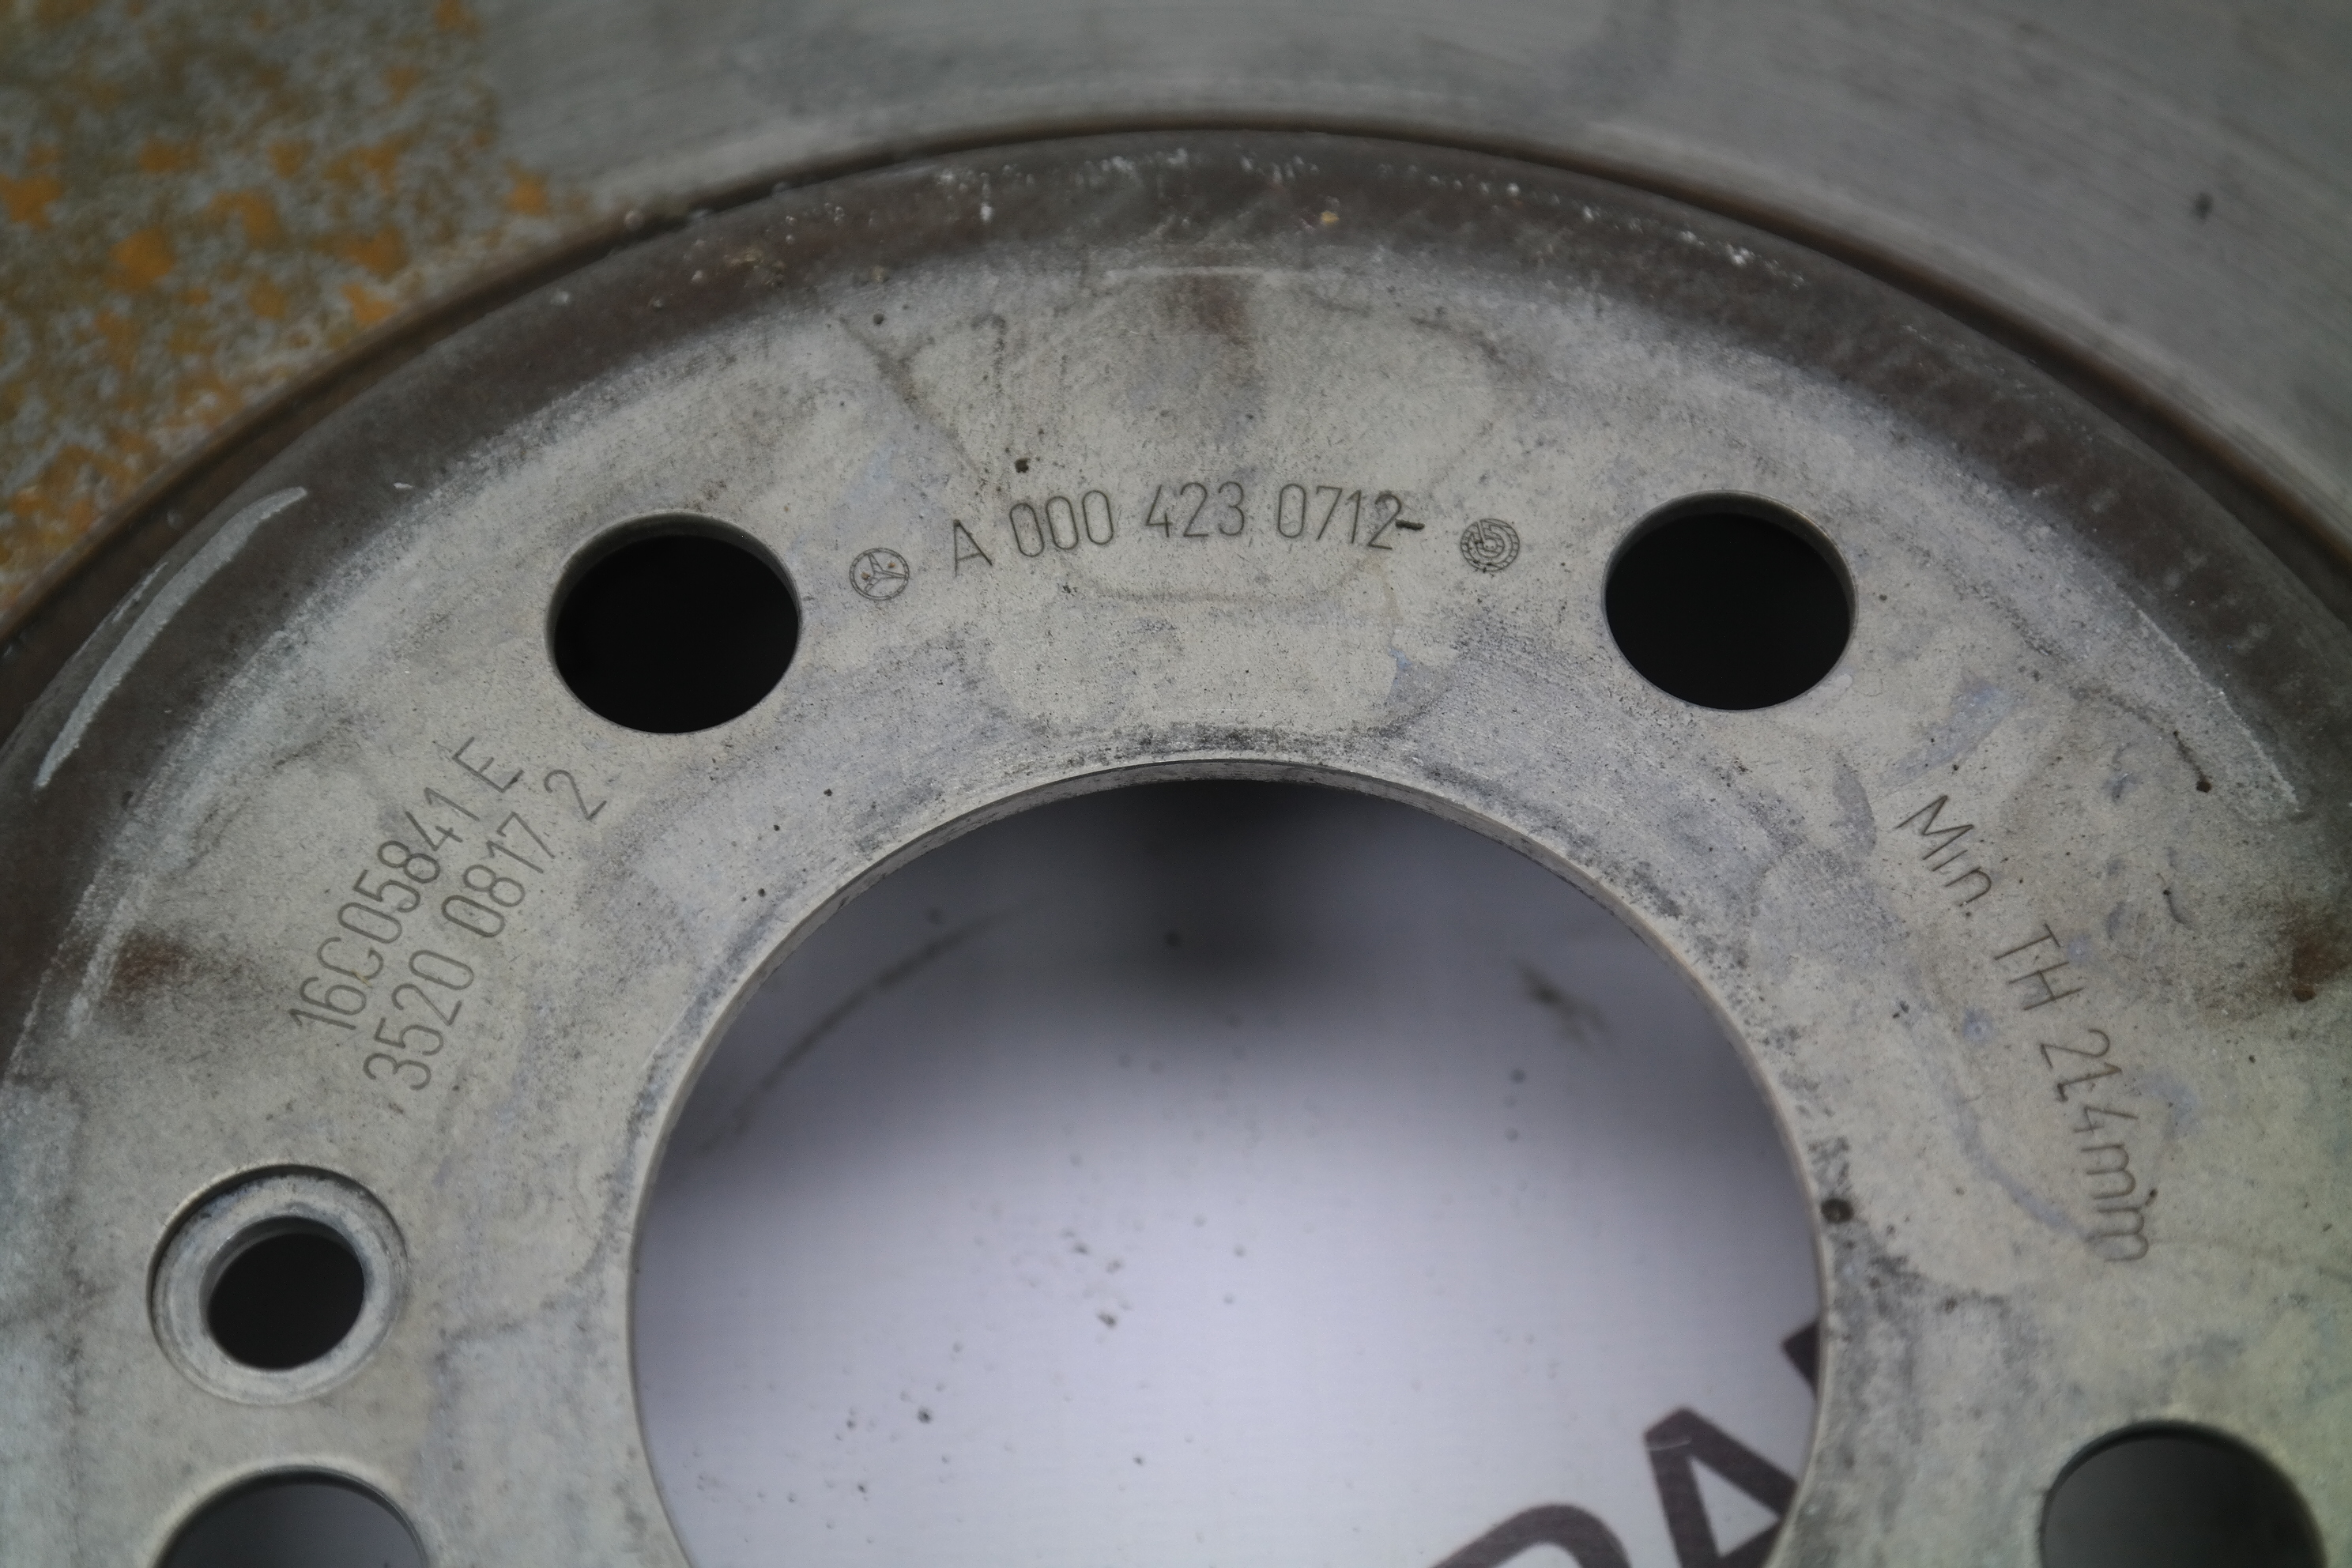 A 000 423 0712
16C05841 E
3520 0817 2
Min TH 21.4mm